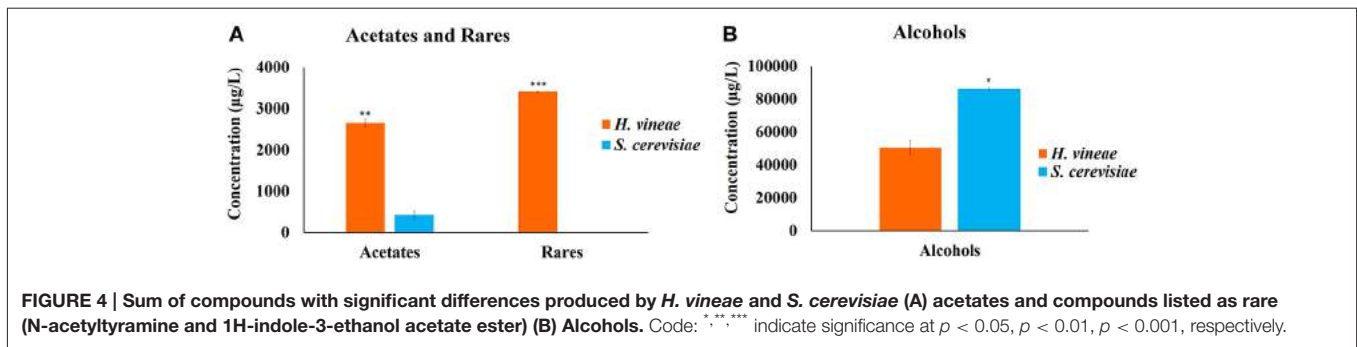 A
Acetates and Rares
Concentration (µg/L)
4000
3000
2000
1000
0
**
***
H. vineae
S. cerevisiae
Acetates Rares
B
Alcohols
Concentration (µg/L)
100000
80000
60000
40000
20000
0
*
H. vineae
S. cerevisiae
Alcohols
FIGURE 4 | Sum of compounds with significant differences produced by H. vineae and S. cerevisiae (A) acetates and compounds listed as rare
(N-acetyltyramine and 1H-indole-3-ethanol acetate ester) (B) Alcohols. Code: *,**,*** indicate significance at p < 0.05, p < 0.01, p < 0.001, respectively.